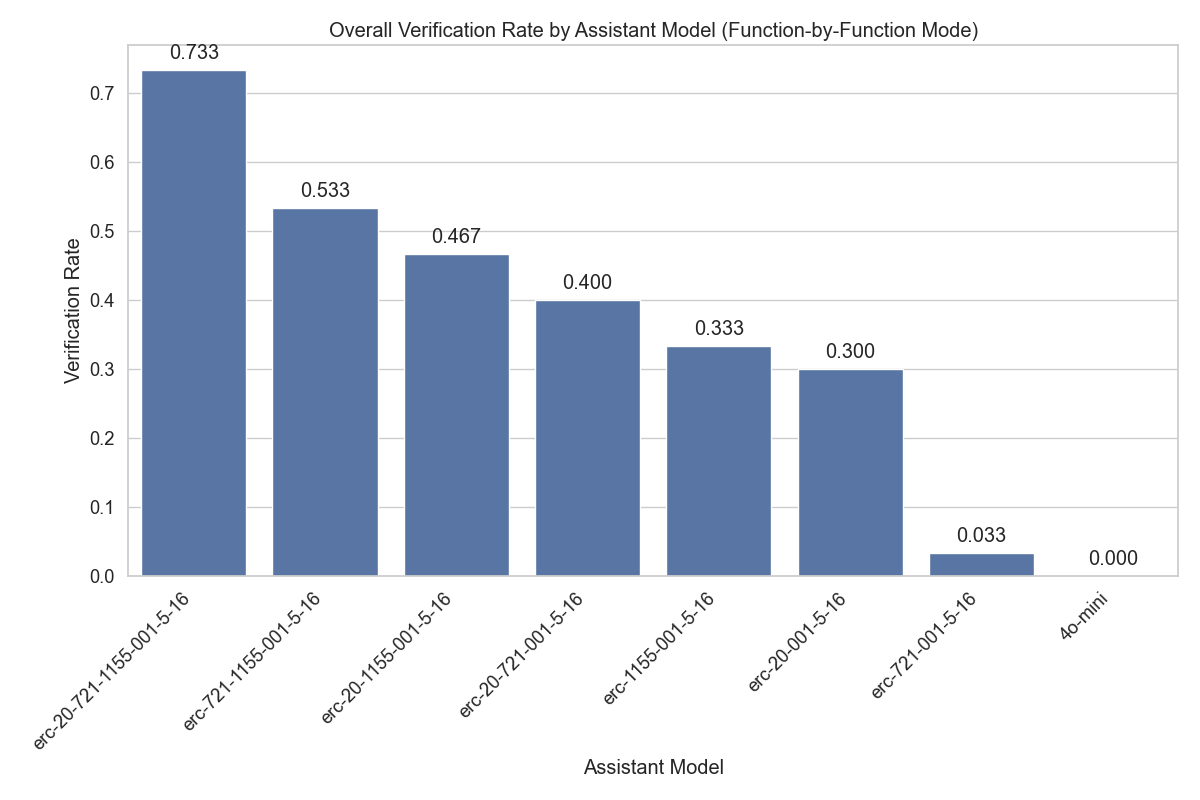 Overall Verification Rate by Assistant Model (Function-by-Function Mode)
Verification Rate
0.7
0.6
0.5
0.4
0.3
0.2
0.1
0.0
0.733
0.533
0.467
0.400
0.333
0.300
0.033
0.000
erc-20-721-1155-001-5-16
erc-721-1155-001-5-16
erc-20-1155-001-5-16
erc-20-721-001-5-16
erc-1155-001-5-16
erc-20-001-5-16
erc-721-001-5-16
4o-mini
Assistant Model